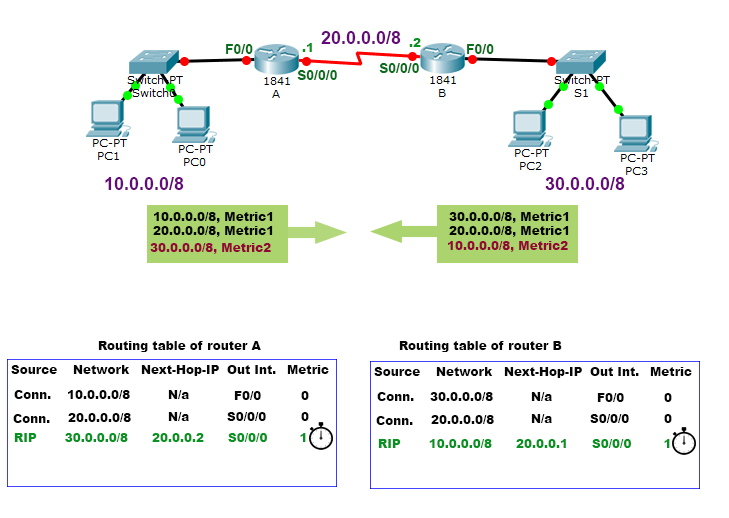 20.0.0.0/8
F0/0 .1 .2 F0/0
S0/0/0 S0/0/0
Switch-PT
Switch0
1841
A
1841
B
Switch-PT
S1
PC-PT
PC1
PC-PT
PC0
PC-PT
PC2
PC-PT
PC3
10.0.0.0/8
30.0.0.0/8
10.0.0.0/8, Metric1
20.0.0.0/8, Metric1
30.0.0.0/8, Metric2
30.0.0.0/8, Metric1
20.0.0.0/8, Metric1
10.0.0.0/8, Metric2
Routing table of router A
Source Network Next-Hop-IP Out Int. Metric
Conn. 10.0.0.0/8 N/a F0/0 0
Conn. 20.0.0.0/8 N/a S0/0/0 0
RIP 30.0.0.0/8 20.0.0.2 S0/0/0 1
Routing table of router B
Source Network Next-Hop-IP Out Int. Metric
Conn. 30.0.0.0/8 N/a F0/0 0
Conn. 20.0.0.0/8 N/a S0/0/0 0
RIP 10.0.0.0/8 20.0.0.1 S0/0/0 1